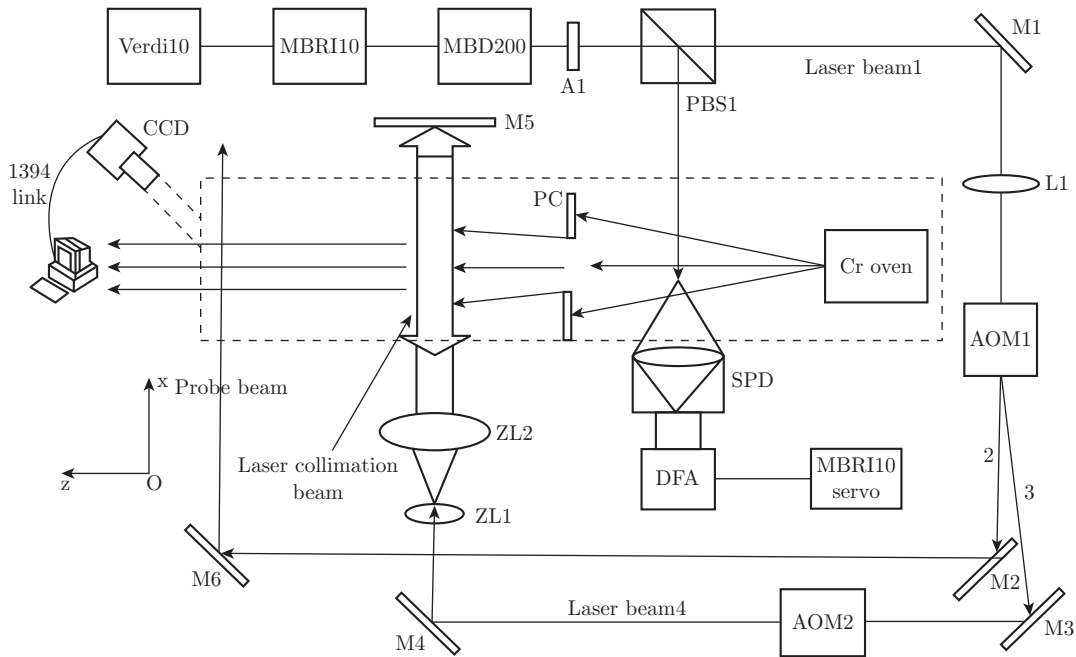 Verdi10
MBRI10
MBD200
A1
PBS1
Laser beam1
M1
CCD
M5
1394
link
PC
Cr oven
L1
AOM1
SPD
x
Probe beam
z
O
Laser collimation
beam
ZL2
ZL1
DFA
MBRI10
servo
2
3
M6
M2
M4
Laser beam4
AOM2
M3